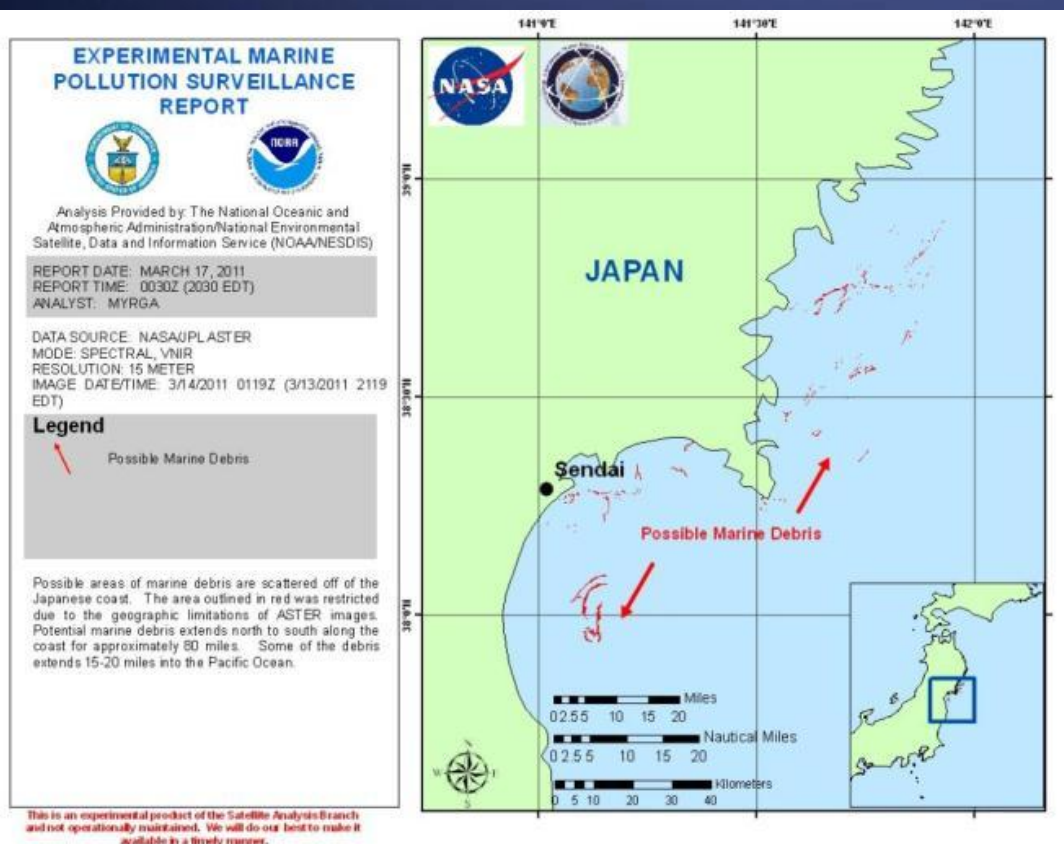 EXPERIMENTAL MARINE
POLLUTION SURVEILLANCE
REPORT
NOAA
Analysis Provided by: The National Oceanic and
Atmospheric Administration/National Environmental
Satellite, Data and Information Service (NOAA/NESDIS)
REPORT DATE: MARCH 17, 2011
REPORT TIME: 0030Z (2030 EDT)
ANALYST: MYRGA
DATA SOURCE: NASA/JPL ASTER
MODE: SPECTRAL, VNIR
RESOLUTION: 15 METER
IMAGE DATE/TIME: 3/14/2011 0119Z (3/13/2011 2119
EDT)
Legend
Possible Marine Debris
Possible areas of marine debris are scattered off of the
Japanese coast. The area outlined in red was restricted
due to the geographic limitations of ASTER images.
Potential marine debris extends north to south along the
coast for approximately 80 miles. Some of the debris
extends 15-20 miles into the Pacific Ocean.
This is an experimental product of the Satellite Analysis Branch
and not operationally maintained. We will do our best to make it
available in a timely manner.
141°0'E 141°30'E 142°0'E
NASA
39°0'N
JAPAN
38°30'N
Sendai
Possible Marine Debris
38°0'N
Miles
0 2.5 5 10 15 20
Nautical Miles
0 2.5 5 10 15 20
Kilometers
0 5 10 20 30 40
N
W E
S